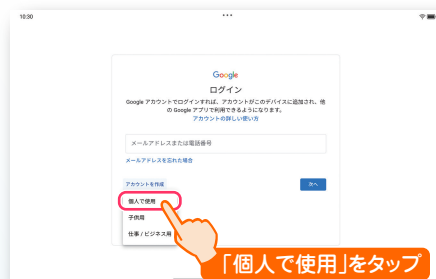 10:30
Google
ログイン
Google アカウントでログインすれば、アカウントがこのデバイスに追加され、他
の Google アプリで利用できるようになります。
アカウントの詳しい使い方
メールアドレスまたは電話番号
メールアドレスを忘れた場合
アカウントを作成
次へ
個人で使用
子供用
仕事 / ビジネス用
「個人で使用」をタップ